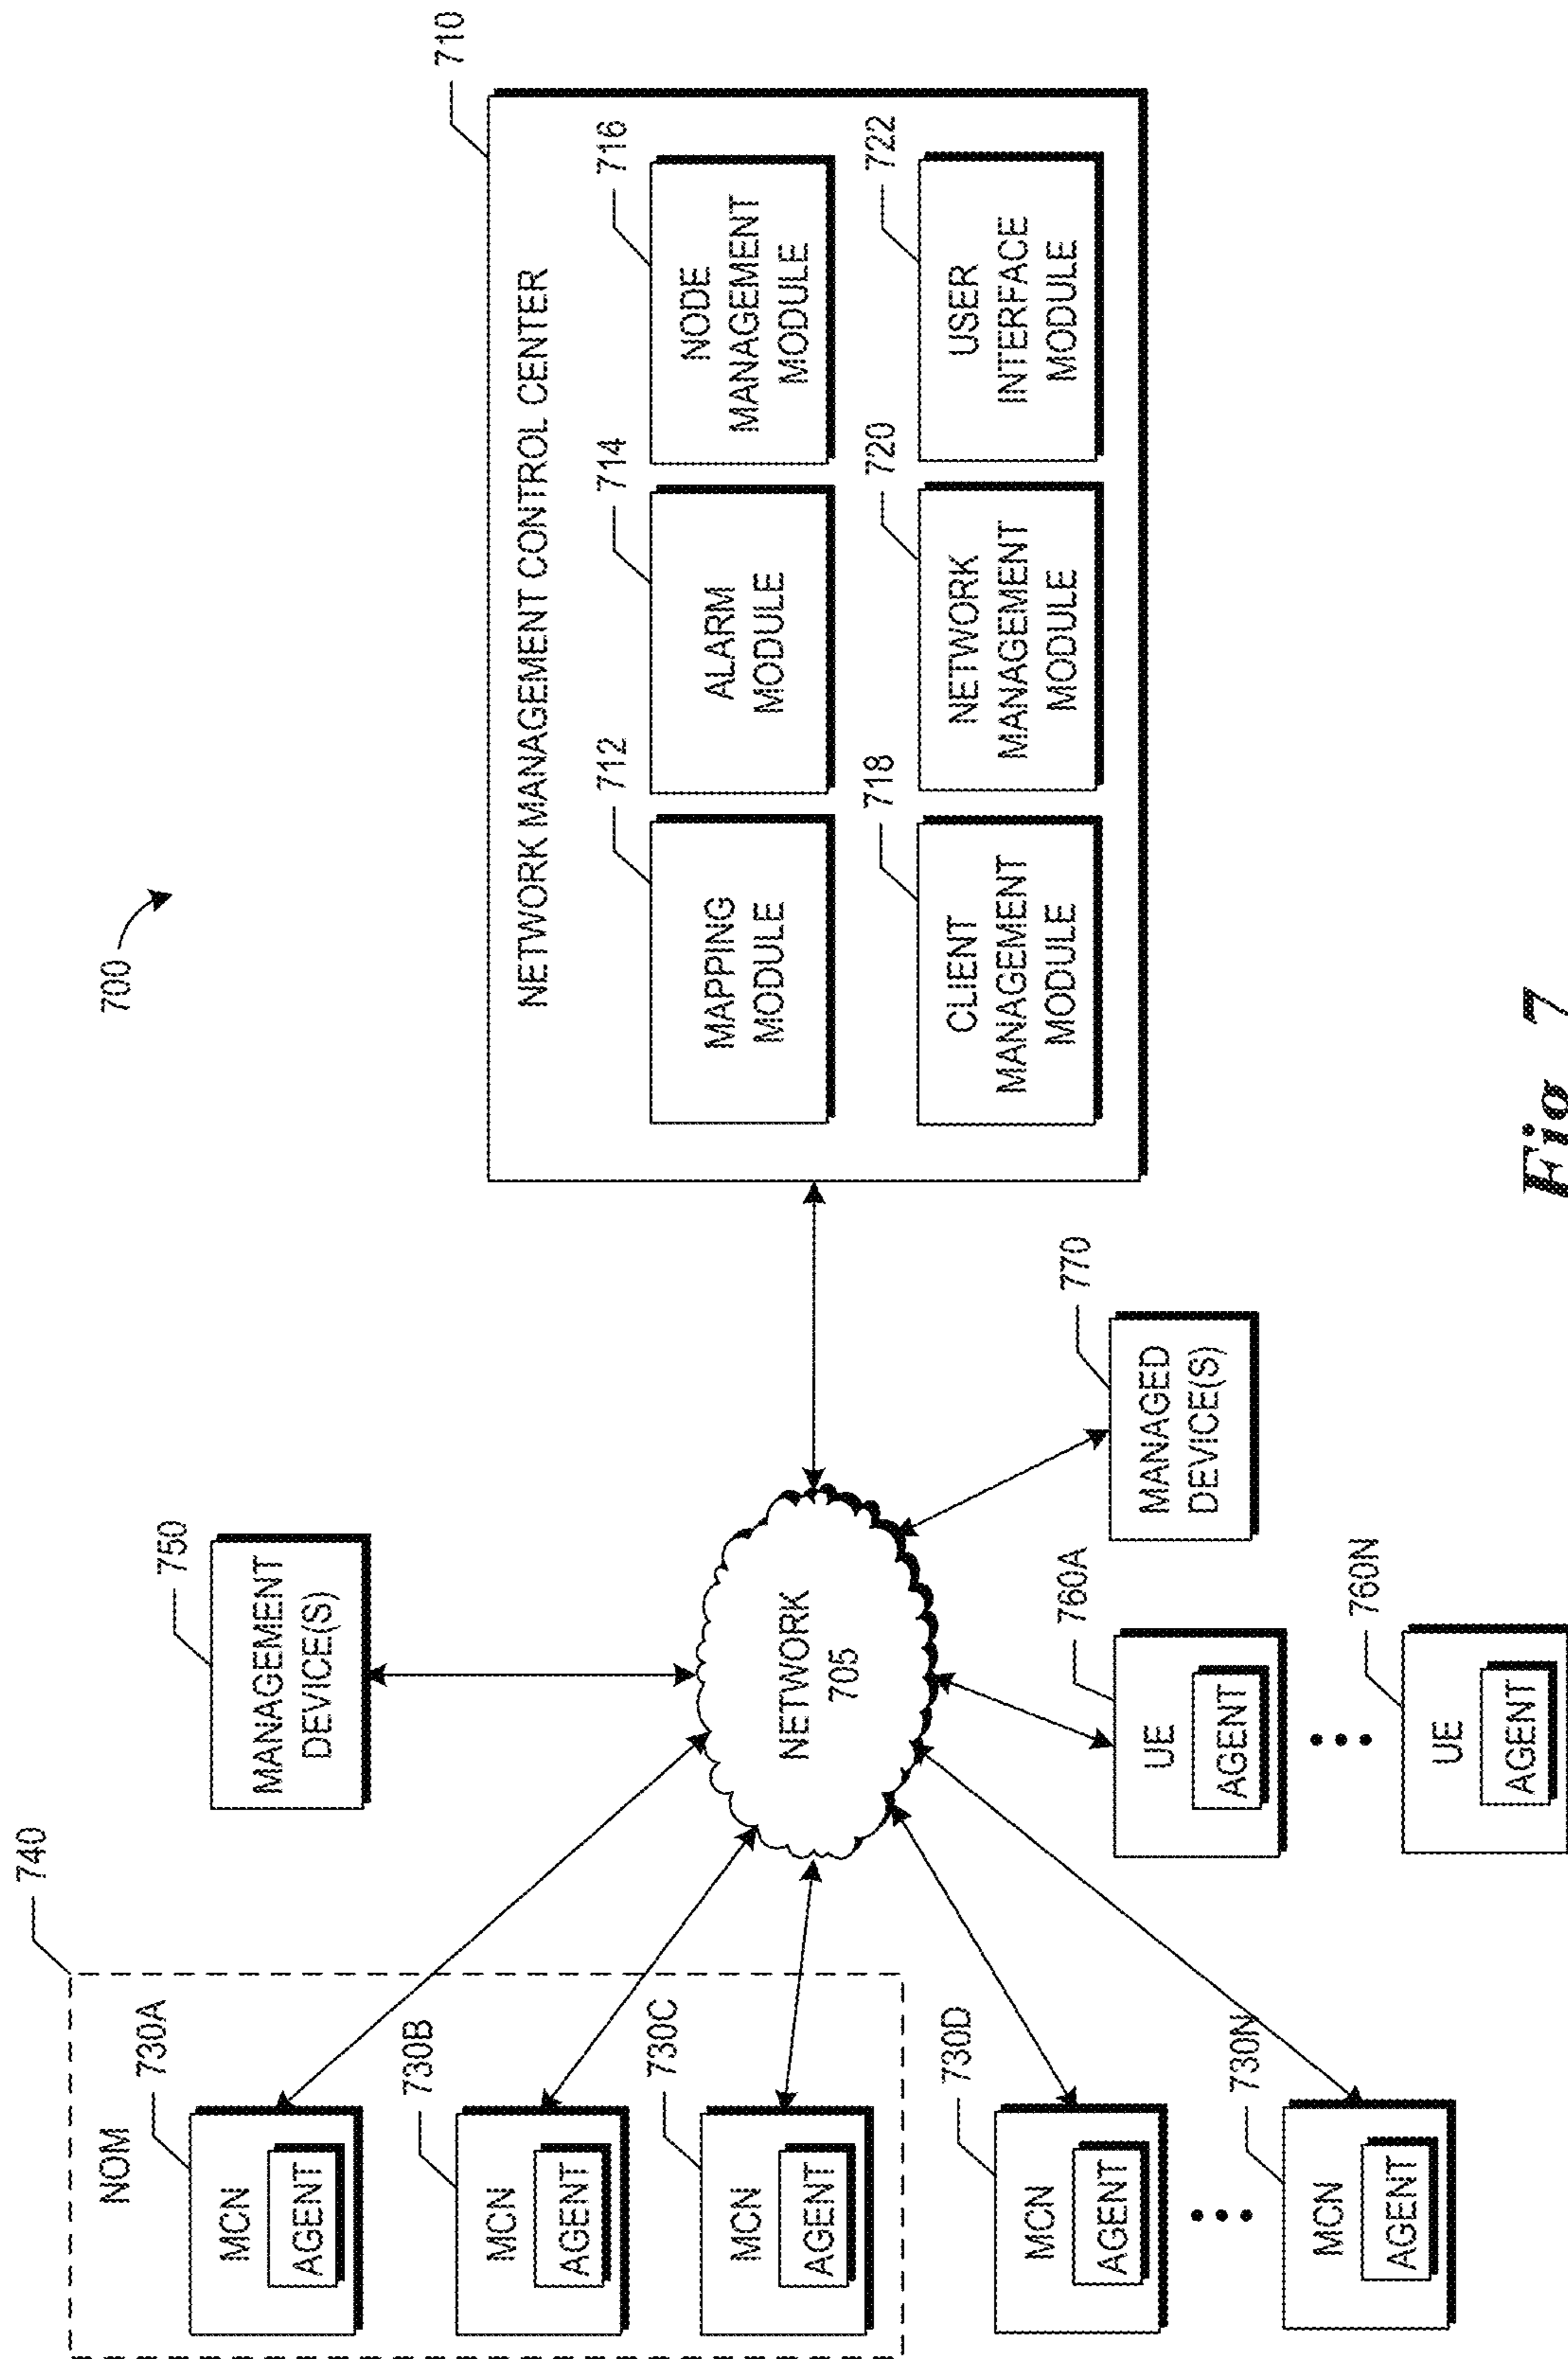 700
740
NOM
730A
MCN
AGENT
730B
MCN
AGENT
730C
MCN
AGENT
730D
MCN
AGENT
730N
MCN
AGENT
750
MANAGEMENT
DEVICE(S)
NETWORK
705
760A
UE
AGENT
760N
UE
AGENT
770
MANAGED
DEVICE(S)
710
NETWORK MANAGEMENT CONTROL CENTER
712
MAPPING
MODULE
714
ALARM
MODULE
716
NODE
MANAGEMENT
MODULE
718
CLIENT
MANAGEMENT
MODULE
720
NETWORK
MANAGEMENT
MODULE
722
USER
INTERFACE
MODULE
Fig. 7